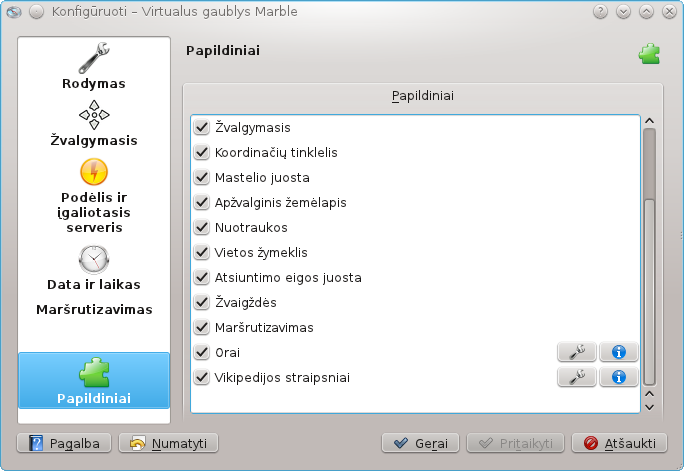 Konfigūruoti – Virtualus gaublys Marble
Rodymas
Žvalgymasis
Podėlis ir
įgaliotasis
serveris
Data ir laikas
Maršrutizavimas
Papildiniai
Papildiniai
Papildiniai
Žvalgymasis
Koordinačių tinklelis
Mastelio juosta
Apžvalginis žemėlapis
Nuotraukos
Vietos žymeklis
Atsiuntimo eigos juosta
Žvaigždės
Maršrutizavimas
Orai
Vikipedijos straipsniai
Pagalba
Numatyti
Gerai
Pritaikyti
Atšaukti